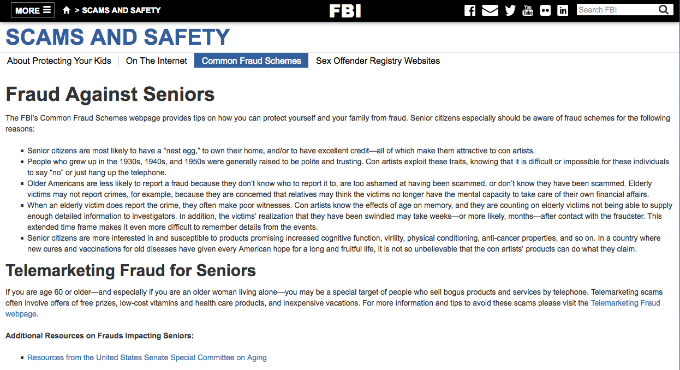 MORE > SCAMS AND SAFETY FBI Search FBI
SCAMS AND SAFETY
About Protecting Your Kids On The Internet Common Fraud Schemes Sex Offender Registry Websites
Fraud Against Seniors
The FBI's Common Fraud Schemes webpage provides tips on how you can protect yourself and your family from fraud. Senior citizens especially should be aware of fraud schemes for the following
reasons:
Senior citizens are most likely to have a "nest egg," to own their home, and/or to have excellent credit—all of which make them attractive to con artists.
People who grew up in the 1930s, 1940s, and 1950s were generally raised to be polite and trusting. Con artists exploit these traits, knowing that it is difficult or impossible for these individuals
to say "no" or just hang up the telephone.
Older Americans are less likely to report a fraud because they don't know who to report it to, are too ashamed at having been scammed, or don't know they have been scammed. Elderly
victims may not report crimes, for example, because they are concerned that relatives may think the victims no longer have the mental capacity to take care of their own financial affairs.
When an elderly victim does report the crime, they often make poor witnesses. Con artists know the effects of age on memory, and they are counting on elderly victims not being able to supply
enough detailed information to investigators. In addition, the victims' realization that they have been swindled may take weeks—or more likely, months—after contact with the fraudster. This
extended time frame makes it even more difficult to remember details from the events.
Senior citizens are more interested in and susceptible to products promising increased cognitive function, virility, physical conditioning, anti-cancer properties, and so on. In a country where
new cures and vaccinations for old diseases have given every American hope for a long and fruitful life, it is not so unbelievable that the con artists' products can do what they claim.
Telemarketing Fraud for Seniors
If you are age 60 or older—and especially if you are an older woman living alone—you may be a special target of people who sell bogus products and services by telephone. Telemarketing scams
often involve offers of free prizes, low-cost vitamins and health care products, and inexpensive vacations. For more information and tips to avoid these scams please visit the Telemarketing Fraud
webpage.
Additional Resources on Frauds Impacting Seniors:
Resources from the United States Senate Special Committee on Aging